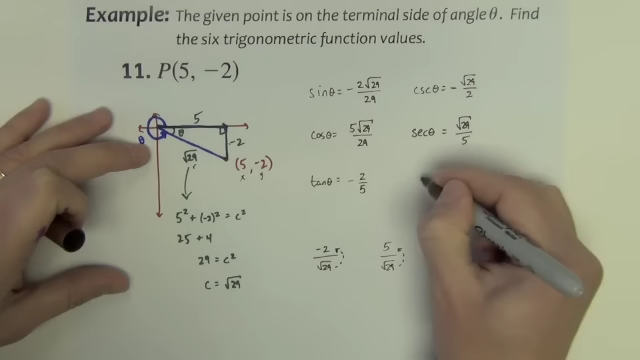 Example: The given point is on the terminal side of angle θ. Find
the six trigonometric function values.
11. P(5, −2)
5
θ
θ
-2
√29
(5, -2)
x y
5² + (-2)² = c²
25 + 4
29 = c²
c = √29
sinθ = - 2√29/29
cscθ = - √29/2
cosθ = 5√29/29
secθ = √29/5
tanθ = - 2/5
-2/√29
5/√29